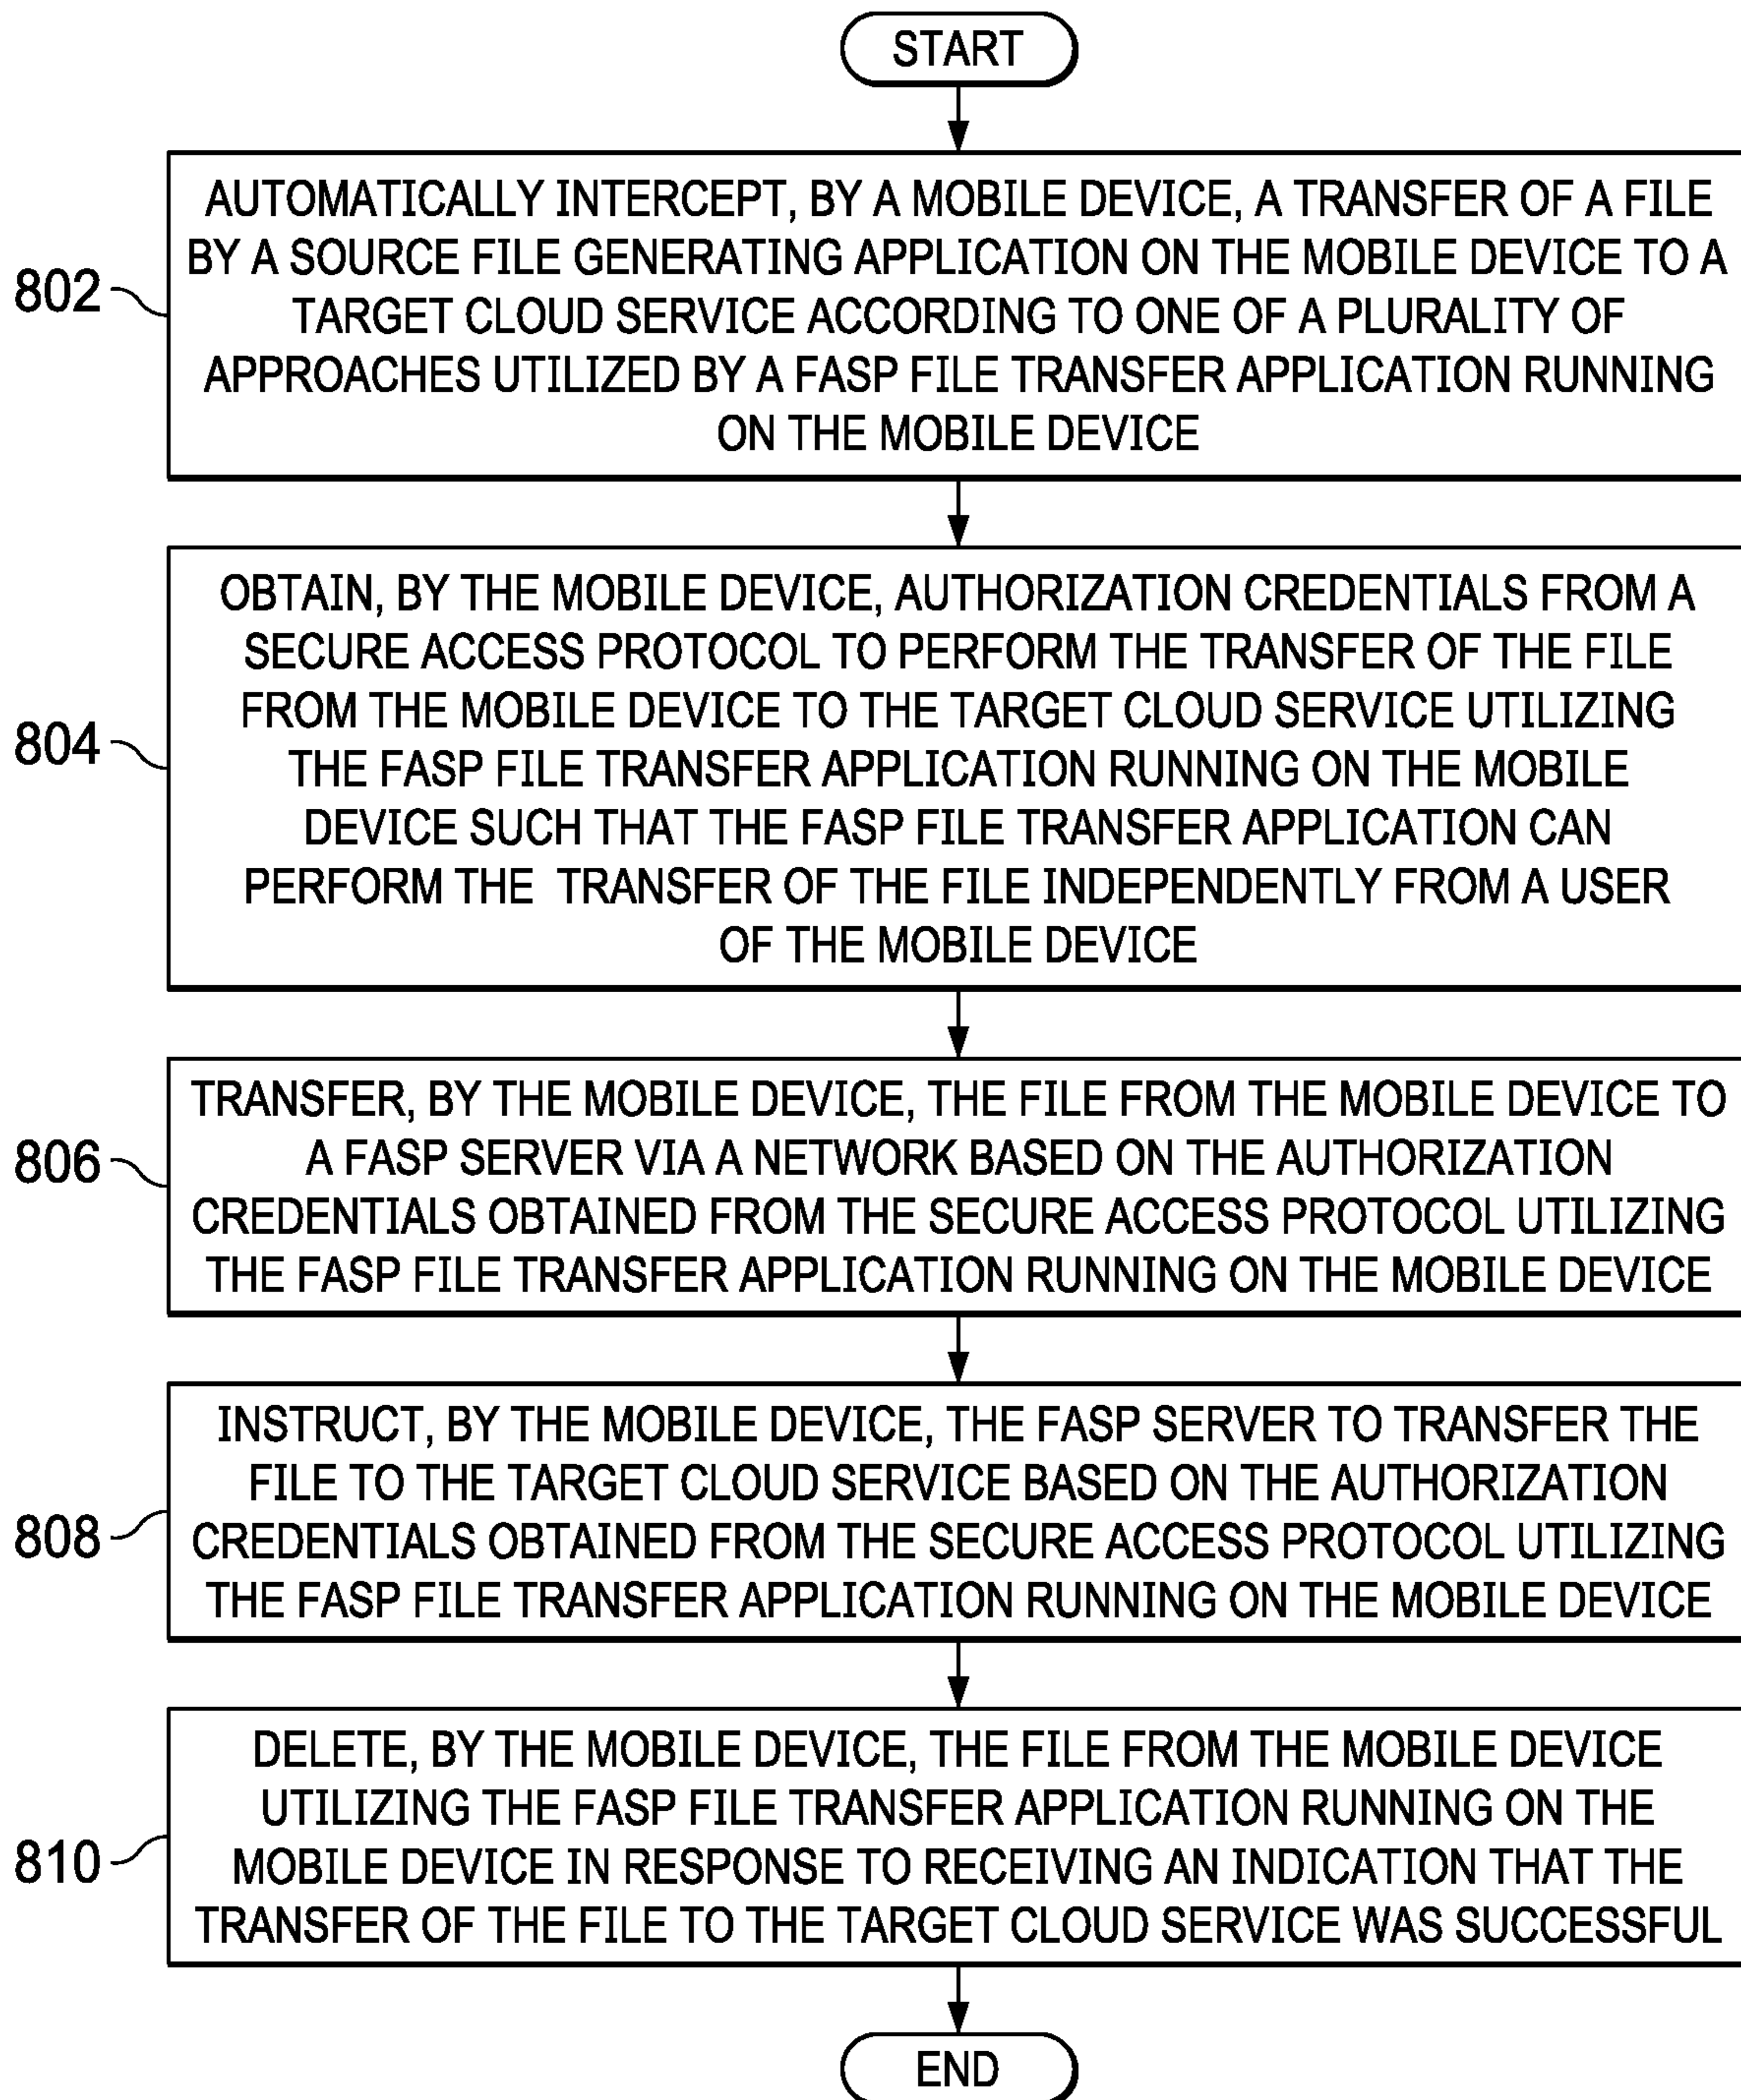 START
AUTOMATICALLY INTERCEPT, BY A MOBILE DEVICE, A TRANSFER OF A FILE
BY A SOURCE FILE GENERATING APPLICATION ON THE MOBILE DEVICE TO A
TARGET CLOUD SERVICE ACCORDING TO ONE OF A PLURALITY OF
APPROACHES UTILIZED BY A FASP FILE TRANSFER APPLICATION RUNNING
ON THE MOBILE DEVICE
802
OBTAIN, BY THE MOBILE DEVICE, AUTHORIZATION CREDENTIALS FROM A
SECURE ACCESS PROTOCOL TO PERFORM THE TRANSFER OF THE FILE
FROM THE MOBILE DEVICE TO THE TARGET CLOUD SERVICE UTILIZING
THE FASP FILE TRANSFER APPLICATION RUNNING ON THE MOBILE
DEVICE SUCH THAT THE FASP FILE TRANSFER APPLICATION CAN
PERFORM THE TRANSFER OF THE FILE INDEPENDENTLY FROM A USER
OF THE MOBILE DEVICE
804
TRANSFER, BY THE MOBILE DEVICE, THE FILE FROM THE MOBILE DEVICE TO
A FASP SERVER VIA A NETWORK BASED ON THE AUTHORIZATION
CREDENTIALS OBTAINED FROM THE SECURE ACCESS PROTOCOL UTILIZING
THE FASP FILE TRANSFER APPLICATION RUNNING ON THE MOBILE DEVICE
806
INSTRUCT, BY THE MOBILE DEVICE, THE FASP SERVER TO TRANSFER THE
FILE TO THE TARGET CLOUD SERVICE BASED ON THE AUTHORIZATION
CREDENTIALS OBTAINED FROM THE SECURE ACCESS PROTOCOL UTILIZING
THE FASP FILE TRANSFER APPLICATION RUNNING ON THE MOBILE DEVICE
808
DELETE, BY THE MOBILE DEVICE, THE FILE FROM THE MOBILE DEVICE
UTILIZING THE FASP FILE TRANSFER APPLICATION RUNNING ON THE
MOBILE DEVICE IN RESPONSE TO RECEIVING AN INDICATION THAT THE
TRANSFER OF THE FILE TO THE TARGET CLOUD SERVICE WAS SUCCESSFUL
810
END